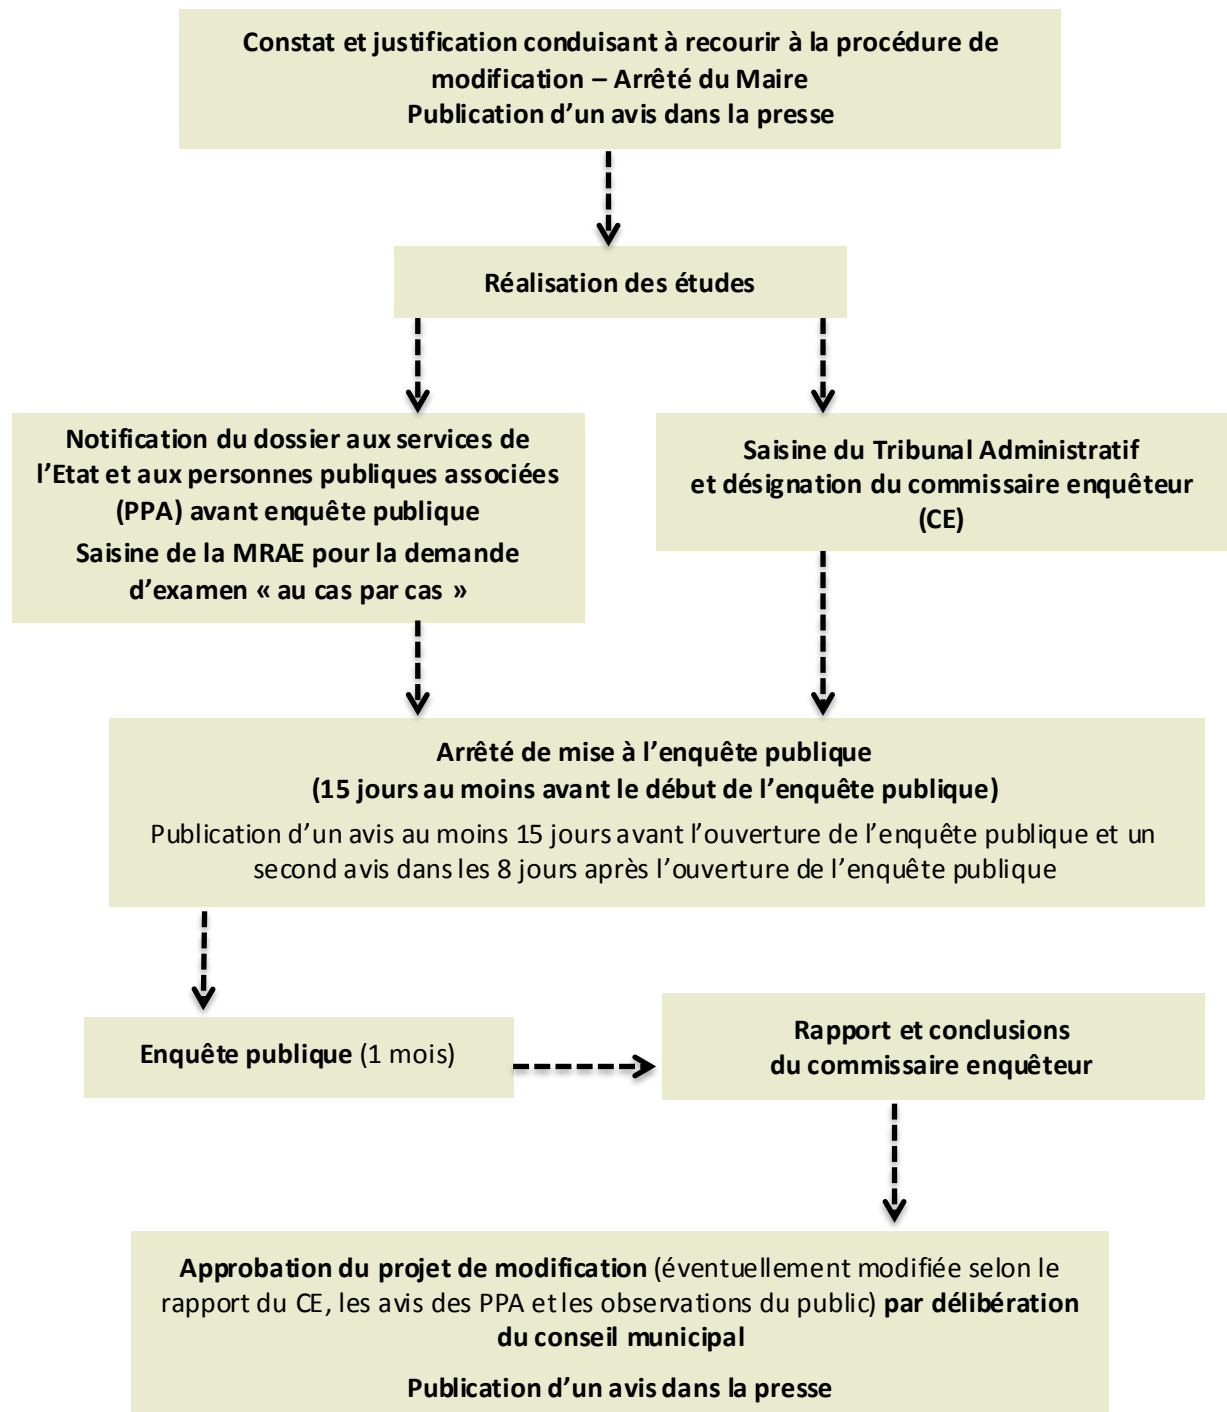 Constat et justification conduisant à recourir à la procédure de
modification – Arrêté du Maire
Publication d’un avis dans la presse
Réalisation des études
Notification du dossier aux services de
l’Etat et aux personnes publiques associées
(PPA) avant enquête publique
Saisine de la MRAE pour la demande
d’examen « au cas par cas »
Saisine du Tribunal Administratif
et désignation du commissaire enquêteur
(CE)
Arrêté de mise à l’enquête publique
(15 jours au moins avant le début de l’enquête publique)
Publication d’un avis au moins 15 jours avant l’ouverture de l’enquête publique et un
second avis dans les 8 jours après l’ouverture de l’enquête publique
Enquête publique (1 mois)
Rapport et conclusions
du commissaire enquêteur
Approbation du projet de modification (éventuellement modifiée selon le
rapport du CE, les avis des PPA et les observations du public) par délibération
du conseil municipal
Publication d’un avis dans la presse